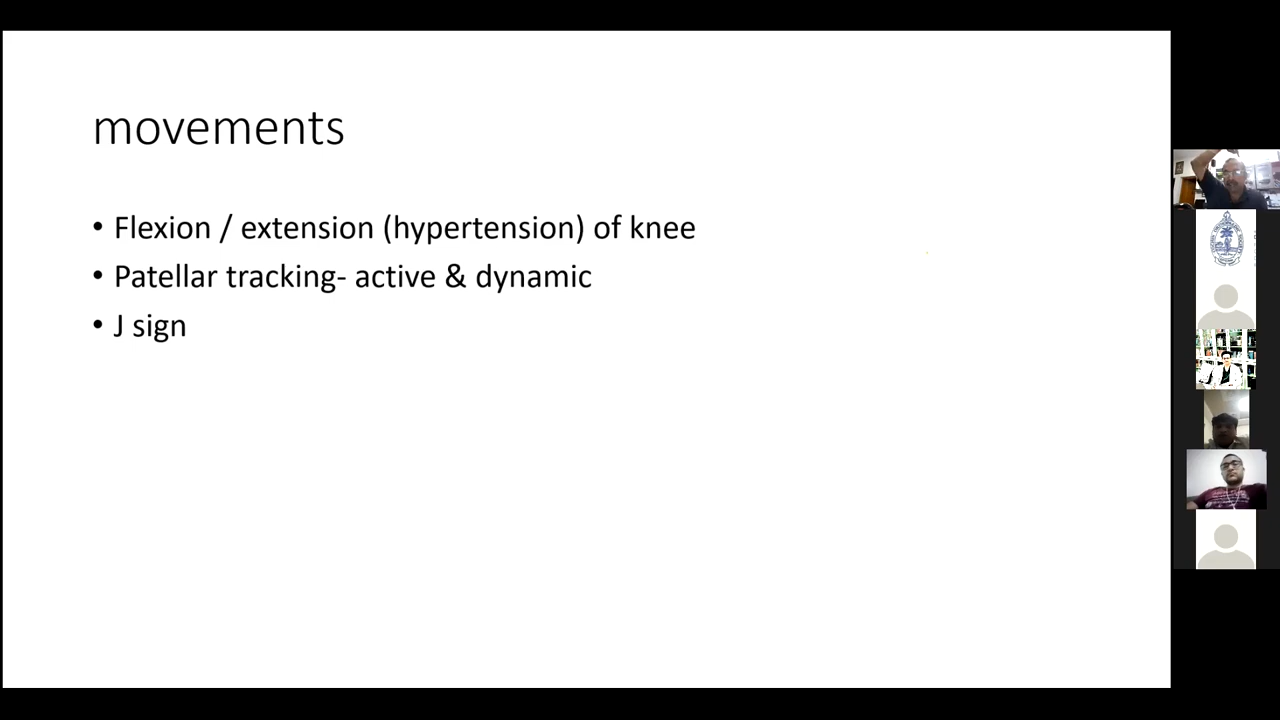 movements
• Flexion / extension (hypertension) of knee
• Patellar tracking- active & dynamic
• J sign